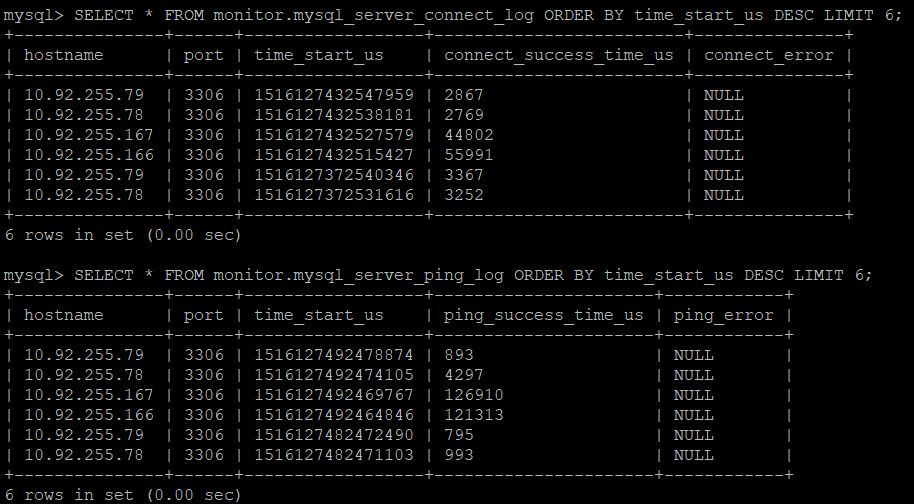 mysql> SELECT * FROM monitor.mysql_server_connect_log ORDER BY time_start_us DESC LIMIT 6;
+---------------+------+------------------+-------------------------+---------------+
| hostname      | port | time_start_us    | connect_success_time_us | connect_error |
+---------------+------+------------------+-------------------------+---------------+
| 10.92.255.79  | 3306 | 1516127432547959 | 2867                    | NULL          |
| 10.92.255.78  | 3306 | 1516127432538181 | 2769                    | NULL          |
| 10.92.255.167 | 3306 | 1516127432527579 | 44802                   | NULL          |
| 10.92.255.166 | 3306 | 1516127432515427 | 55991                   | NULL          |
| 10.92.255.79  | 3306 | 1516127372540346 | 3367                    | NULL          |
| 10.92.255.78  | 3306 | 1516127372531616 | 3252                    | NULL          |
+---------------+------+------------------+-------------------------+---------------+
6 rows in set (0.00 sec)

mysql> SELECT * FROM monitor.mysql_server_ping_log ORDER BY time_start_us DESC LIMIT 6;
+---------------+------+------------------+----------------------+------------+
| hostname      | port | time_start_us    | ping_success_time_us | ping_error |
+---------------+------+------------------+----------------------+------------+
| 10.92.255.79  | 3306 | 1516127492478874 | 893                  | NULL       |
| 10.92.255.78  | 3306 | 1516127492474105 | 4297                 | NULL       |
| 10.92.255.167 | 3306 | 1516127492469767 | 126910               | NULL       |
| 10.92.255.166 | 3306 | 1516127492464846 | 121313               | NULL       |
| 10.92.255.79  | 3306 | 1516127482472490 | 795                  | NULL       |
| 10.92.255.78  | 3306 | 1516127482471103 | 993                  | NULL       |
+---------------+------+------------------+----------------------+------------+
6 rows in set (0.00 sec)